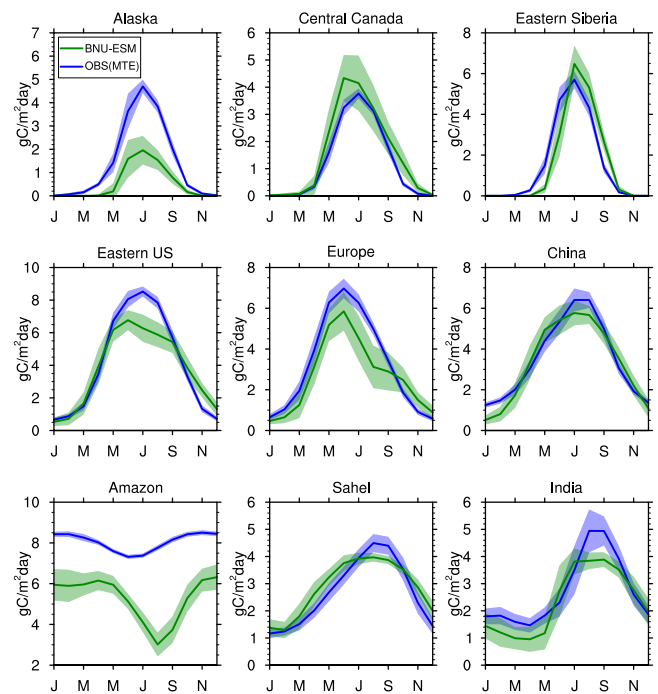 Alaska
Central Canada
Eastern Siberia
7
6
5
4
3
2
1
0
gC/m²day
BNU-ESM
OBS(MTE)
J M M J S N
6
5
4
3
2
1
0
gC/m²day
J M M J S N
8
6
4
2
0
gC/m²day
J M M J S N
Eastern US
Europe
China
10
8
6
4
2
0
gC/m²day
J M M J S N
8
6
4
2
0
gC/m²day
J M M J S N
8
6
4
2
0
gC/m²day
J M M J S N
Amazon
Sahel
India
10
8
6
4
2
gC/m²day
J M M J S N
6
5
4
3
2
1
0
gC/m²day
J M M J S N
6
5
4
3
2
1
0
gC/m²day
J M M J S N